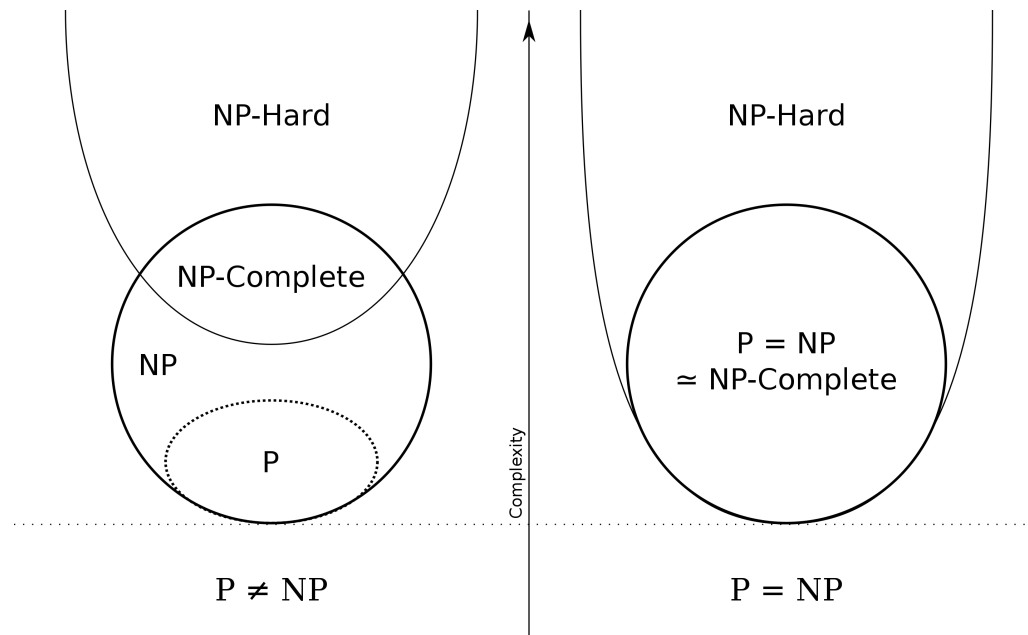 NP-Hard
NP-Complete
NP
P
P ≠ NP
Complexity
NP-Hard
P = NP
≃ NP-Complete
P = NP